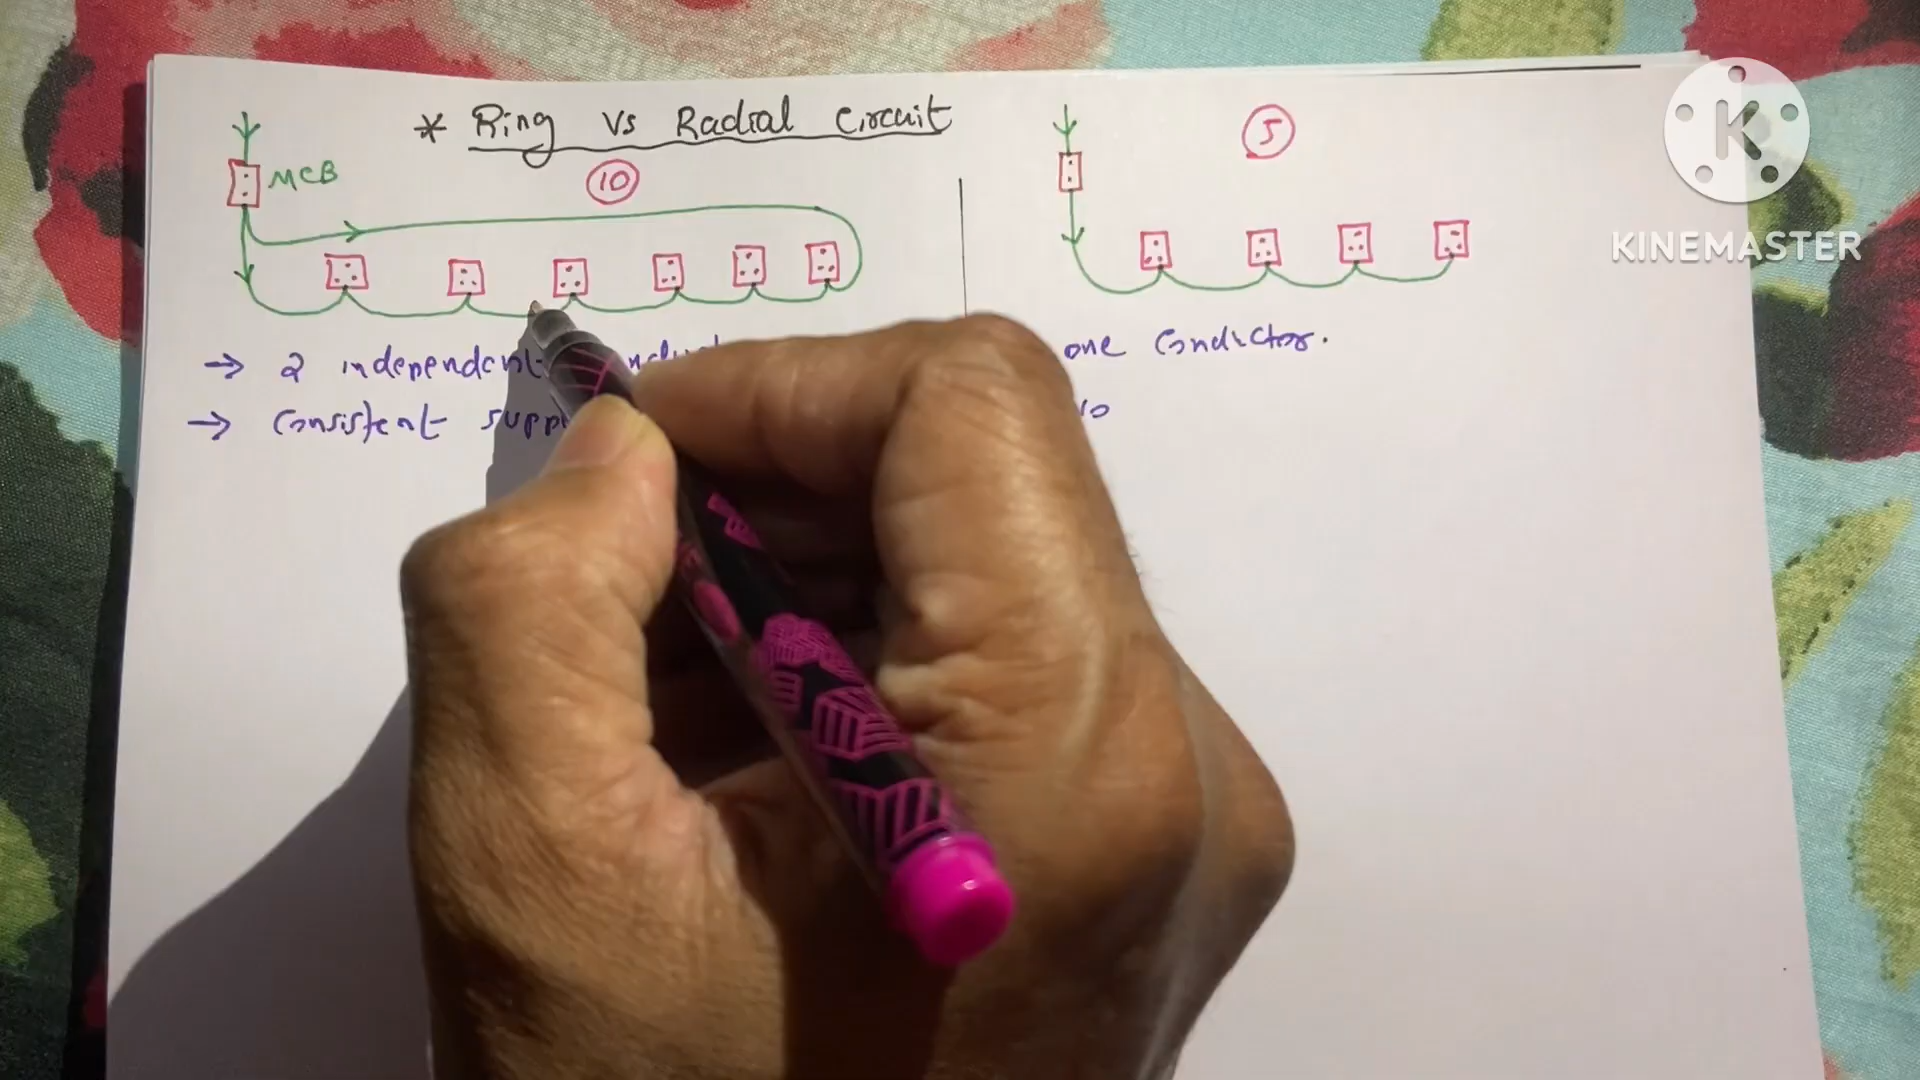 * Ring vs Radial Circuit
MCB
10
5
→ 2 independent
one Conductor.
→ Consistent
K
KINEMASTER